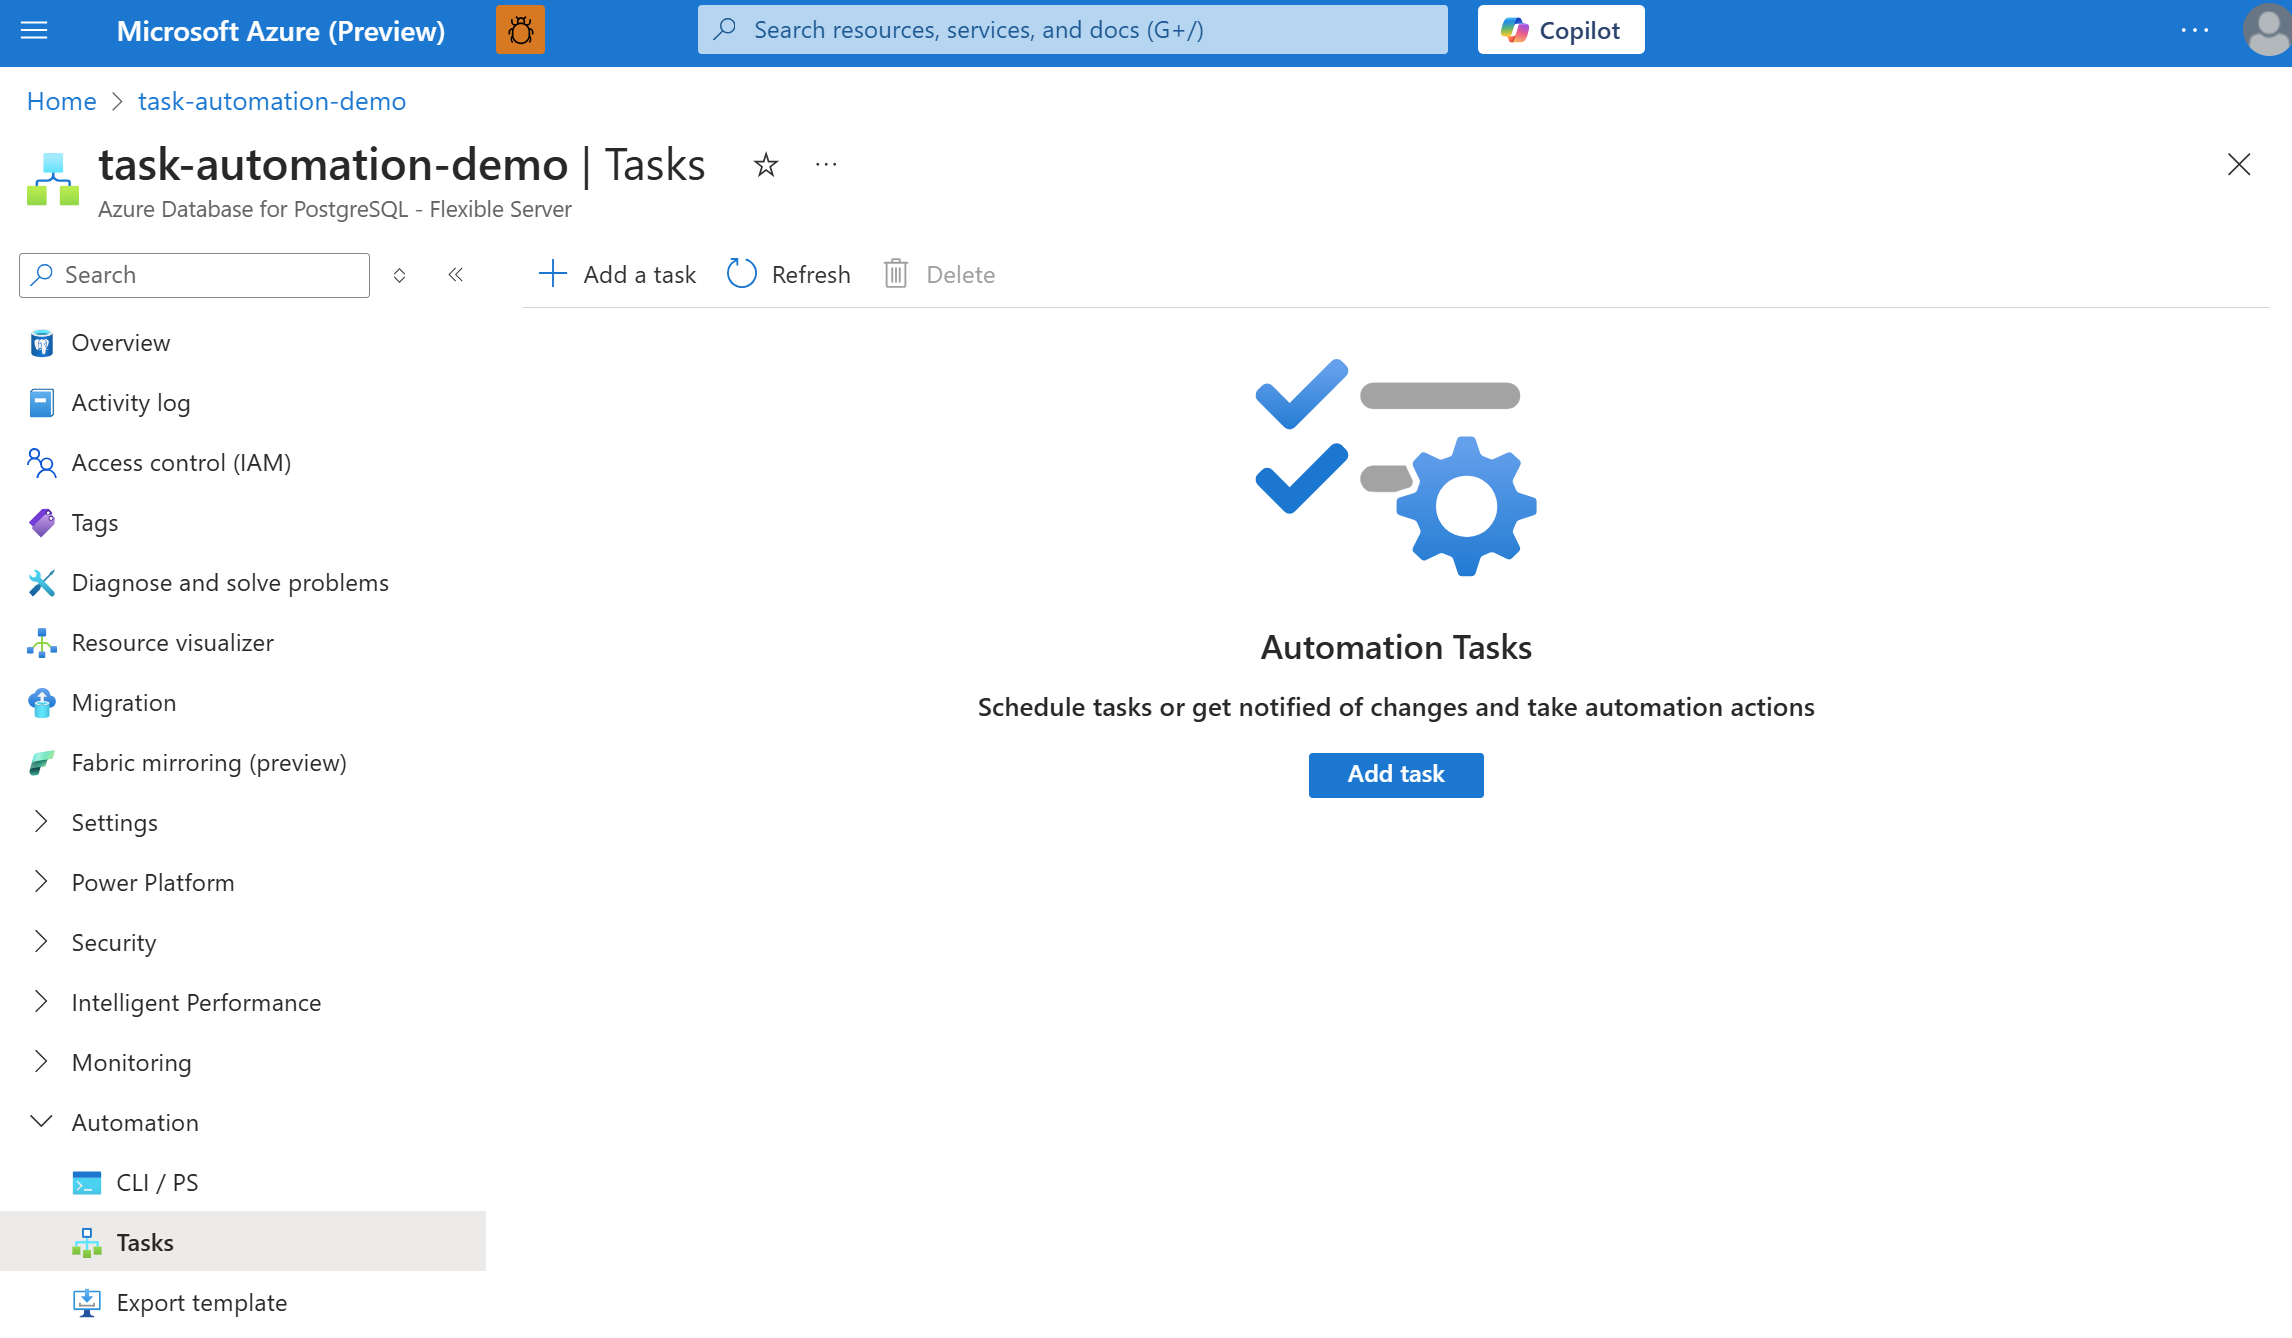 Microsoft Azure (Preview)
Search resources, services, and docs (G+/)
Copilot
Home > task-automation-demo
task-automation-demo | Tasks
Azure Database for PostgreSQL - Flexible Server
Search
Add a task
Refresh
Delete
Overview
Activity log
Access control (IAM)
Tags
Diagnose and solve problems
Resource visualizer
Migration
Fabric mirroring (preview)
Settings
Power Platform
Security
Intelligent Performance
Monitoring
Automation
CLI / PS
Tasks
Export template
Automation Tasks
Schedule tasks or get notified of changes and take automation actions
Add task